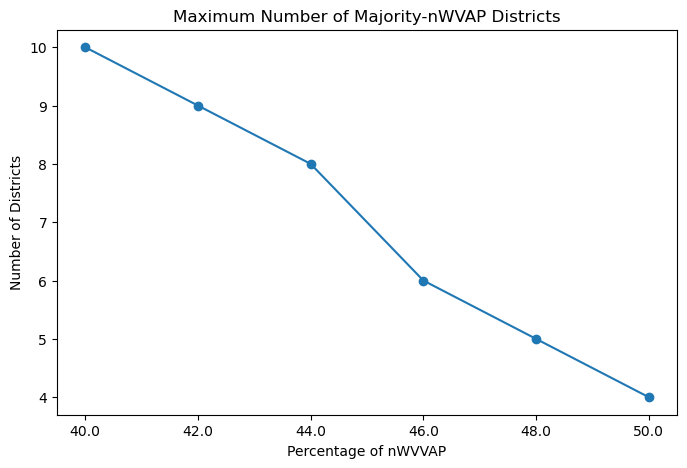 Maximum Number of Majority-nWVAP Districts
Number of Districts
10
9
8
7
6
5
4
40.0 42.0 44.0 46.0 48.0 50.0
Percentage of nWVVAP